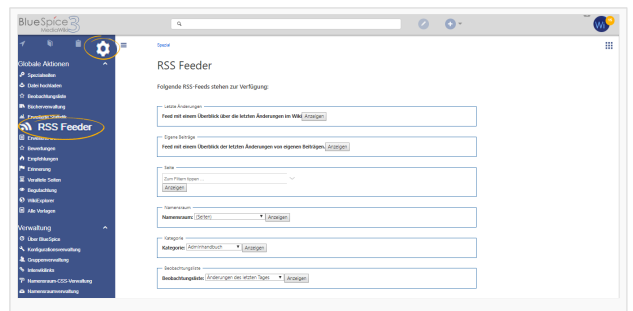 BlueSpice 3
MediaWiki
Globale Aktionen
Spezialseiten
Datei hochladen
Beobachtungsliste
Bücherverwaltung
RSS Feeder
Bewertungen
Empfehlungen
Erinnerung
Veraltete Seiten
Begutachtung
WikiExplorer
Alle Vorlagen
Verwaltung
Über BlueSpice
Konfigurationsverwaltung
Gruppenverwaltung
Interwikilinks
Namensraum-CSS-Verwaltung
Namensraumverwaltung
Spezial
RSS Feeder
Folgende RSS-Feeds stehen zur Verfügung:
Letzte Änderungen
Feed mit einem Überblick über die letzten Änderungen im Wiki Anzeigen
Eigene Beiträge
Feed mit einem Überblick der letzten Änderungen von eigenen Beiträgen. Anzeigen
Seite
Zum Filtern tippen ...
Anzeigen
Namensraum
Namensraum: (Seiten) Anzeigen
Kategorie
Kategorie: Adminhandbuch Anzeigen
Beobachtungsliste
Beobachtungsliste: Änderungen des letzten Tages Anzeigen